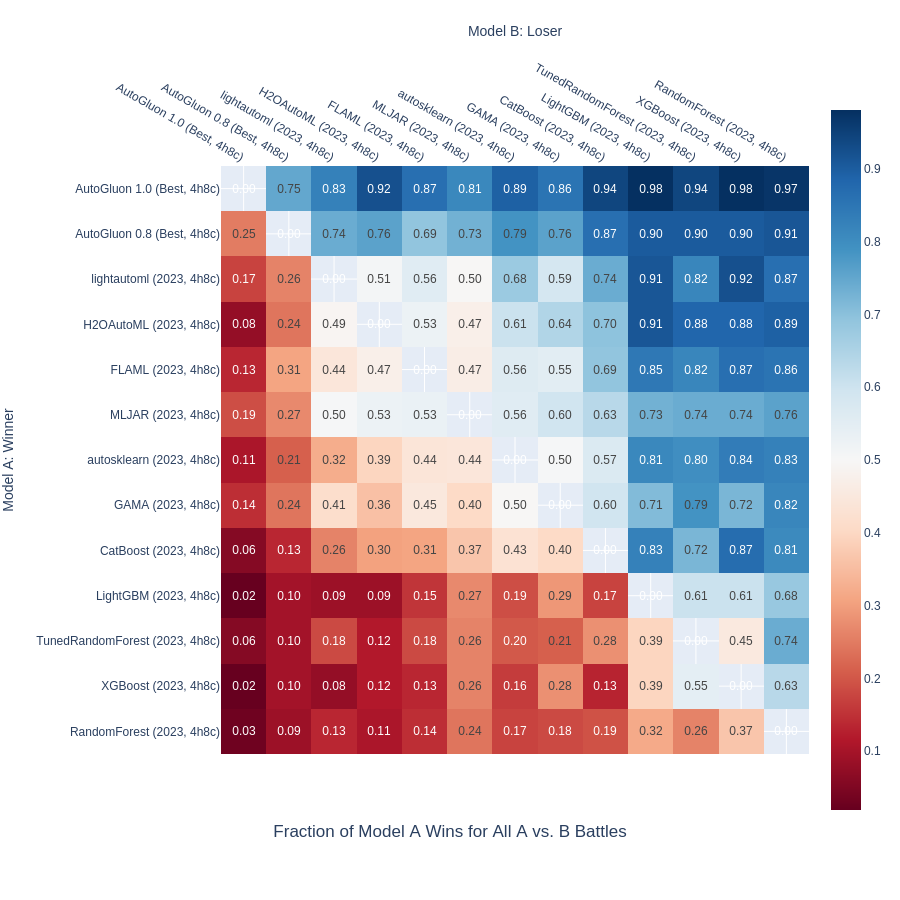 Model B: Loser
AutoGluon 1.0 (Best, 4h8c)
AutoGluon 0.8 (Best, 4h8c)
lightautoml (2023, 4h8c)
H2OAutoML (2023, 4h8c)
FLAML (2023, 4h8c)
MLJAR (2023, 4h8c)
autosklearn (2023, 4h8c)
GAMA (2023, 4h8c)
CatBoost (2023, 4h8c)
LightGBM (2023, 4h8c)
TunedRandomForest (2023, 4h8c)
XGBoost (2023, 4h8c)
RandomForest (2023, 4h8c)
Model A: Winner
AutoGluon 1.0 (Best, 4h8c) 0.00 0.75 0.83 0.92 0.87 0.81 0.89 0.86 0.94 0.98 0.94 0.98 0.97
AutoGluon 0.8 (Best, 4h8c) 0.25 0.00 0.74 0.76 0.69 0.73 0.79 0.76 0.87 0.90 0.90 0.90 0.91
lightautoml (2023, 4h8c) 0.17 0.26 0.00 0.51 0.56 0.50 0.68 0.59 0.74 0.91 0.82 0.92 0.87
H2OAutoML (2023, 4h8c) 0.08 0.24 0.49 0.00 0.53 0.47 0.61 0.64 0.70 0.91 0.88 0.88 0.89
FLAML (2023, 4h8c) 0.13 0.31 0.44 0.47 0.00 0.47 0.56 0.55 0.69 0.85 0.82 0.87 0.86
MLJAR (2023, 4h8c) 0.19 0.27 0.50 0.53 0.53 0.00 0.56 0.60 0.63 0.73 0.74 0.74 0.76
autosklearn (2023, 4h8c) 0.11 0.21 0.32 0.39 0.44 0.44 0.00 0.50 0.57 0.81 0.80 0.84 0.83
GAMA (2023, 4h8c) 0.14 0.24 0.41 0.36 0.45 0.40 0.50 0.00 0.60 0.71 0.79 0.72 0.82
CatBoost (2023, 4h8c) 0.06 0.13 0.26 0.30 0.31 0.37 0.43 0.40 0.00 0.83 0.72 0.87 0.81
LightGBM (2023, 4h8c) 0.02 0.10 0.09 0.09 0.15 0.27 0.19 0.29 0.17 0.00 0.61 0.61 0.68
TunedRandomForest (2023, 4h8c) 0.06 0.10 0.18 0.12 0.18 0.26 0.20 0.21 0.28 0.39 0.00 0.45 0.74
XGBoost (2023, 4h8c) 0.02 0.10 0.08 0.12 0.13 0.26 0.16 0.28 0.13 0.39 0.55 0.00 0.63
RandomForest (2023, 4h8c) 0.03 0.09 0.13 0.11 0.14 0.24 0.17 0.18 0.19 0.32 0.26 0.37 0.00
0.9
0.8
0.7
0.6
0.5
0.4
0.3
0.2
0.1
Fraction of Model A Wins for All A vs. B Battles